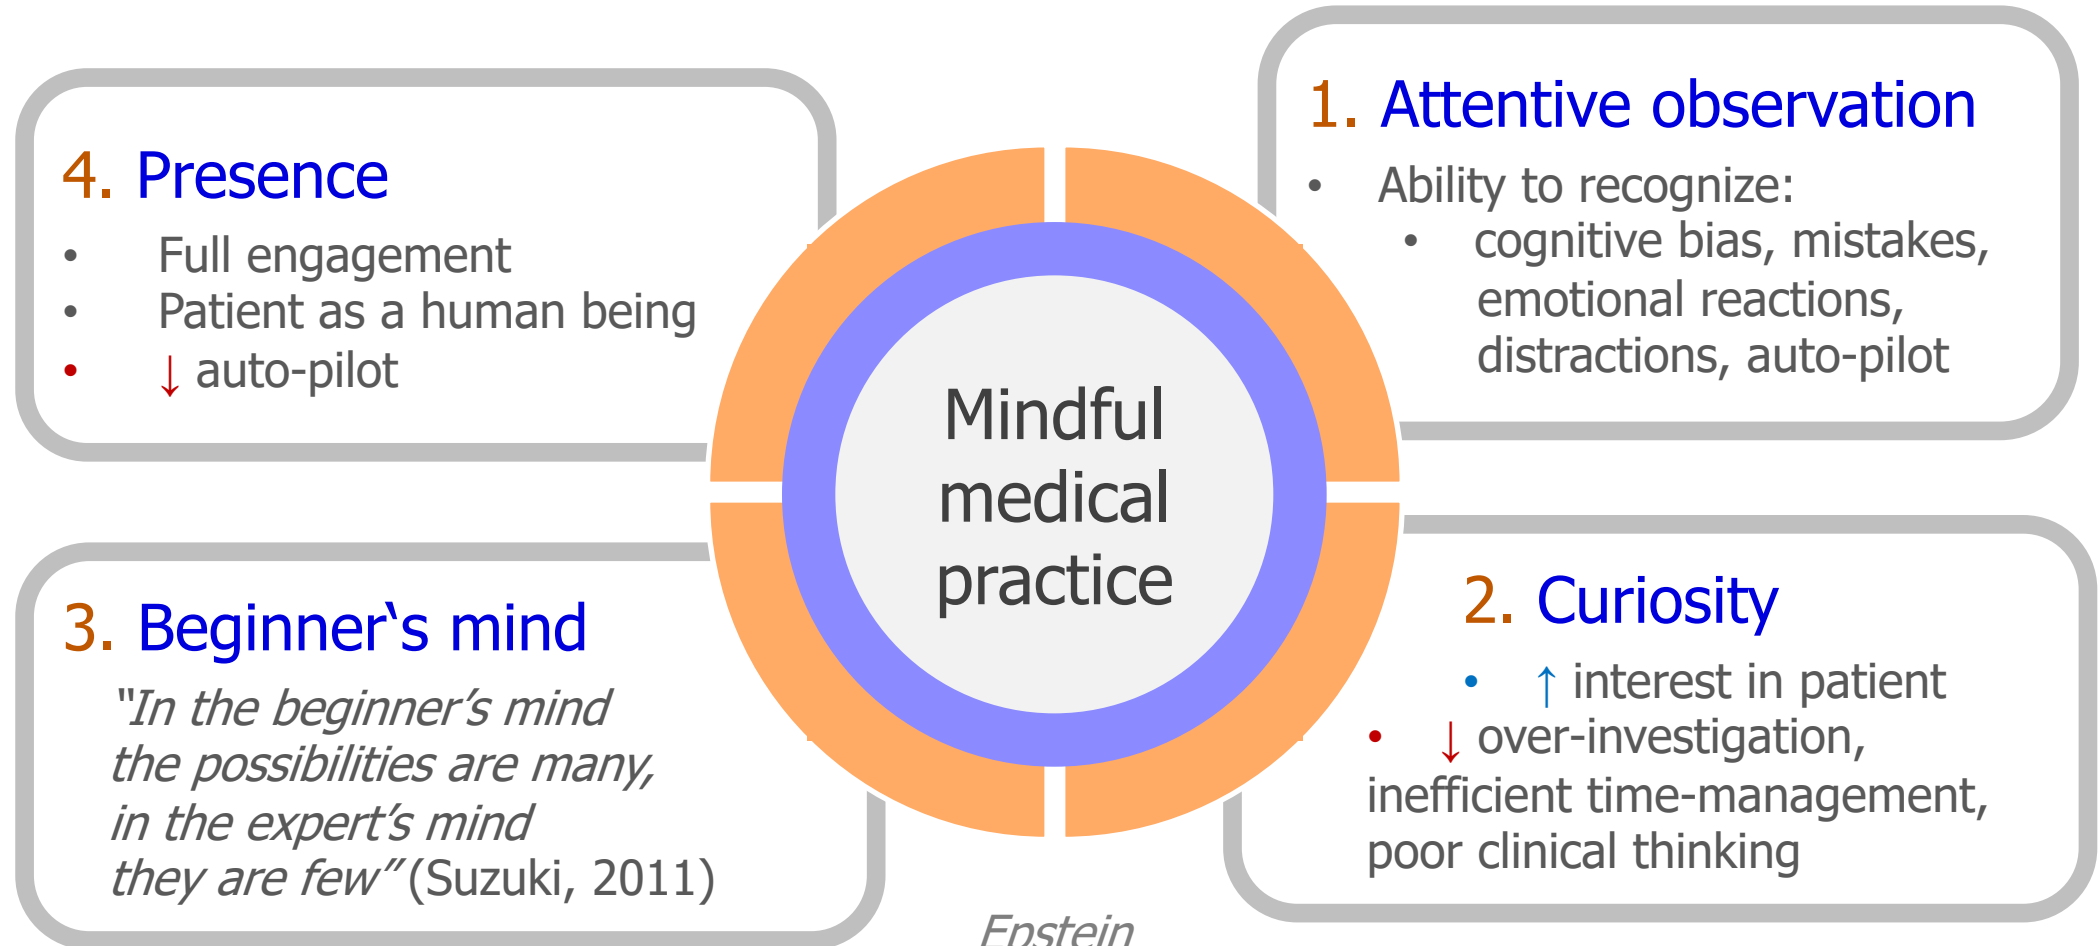 1. Attentive observation
• Ability to recognize:
• cognitive bias, mistakes,
emotional reactions,
distractions, auto-pilot
2. Curiosity
• ↑ interest in patient
• ↓ over-investigation,
inefficient time-management,
poor clinical thinking
3. Beginner‘s mind
“In the beginner’s mind
the possibilities are many,
in the expert’s mind
they are few” (Suzuki, 2011)
4. Presence
• Full engagement
• Patient as a human being
• ↓ auto-pilot
Mindful
medical
practice
Epstein